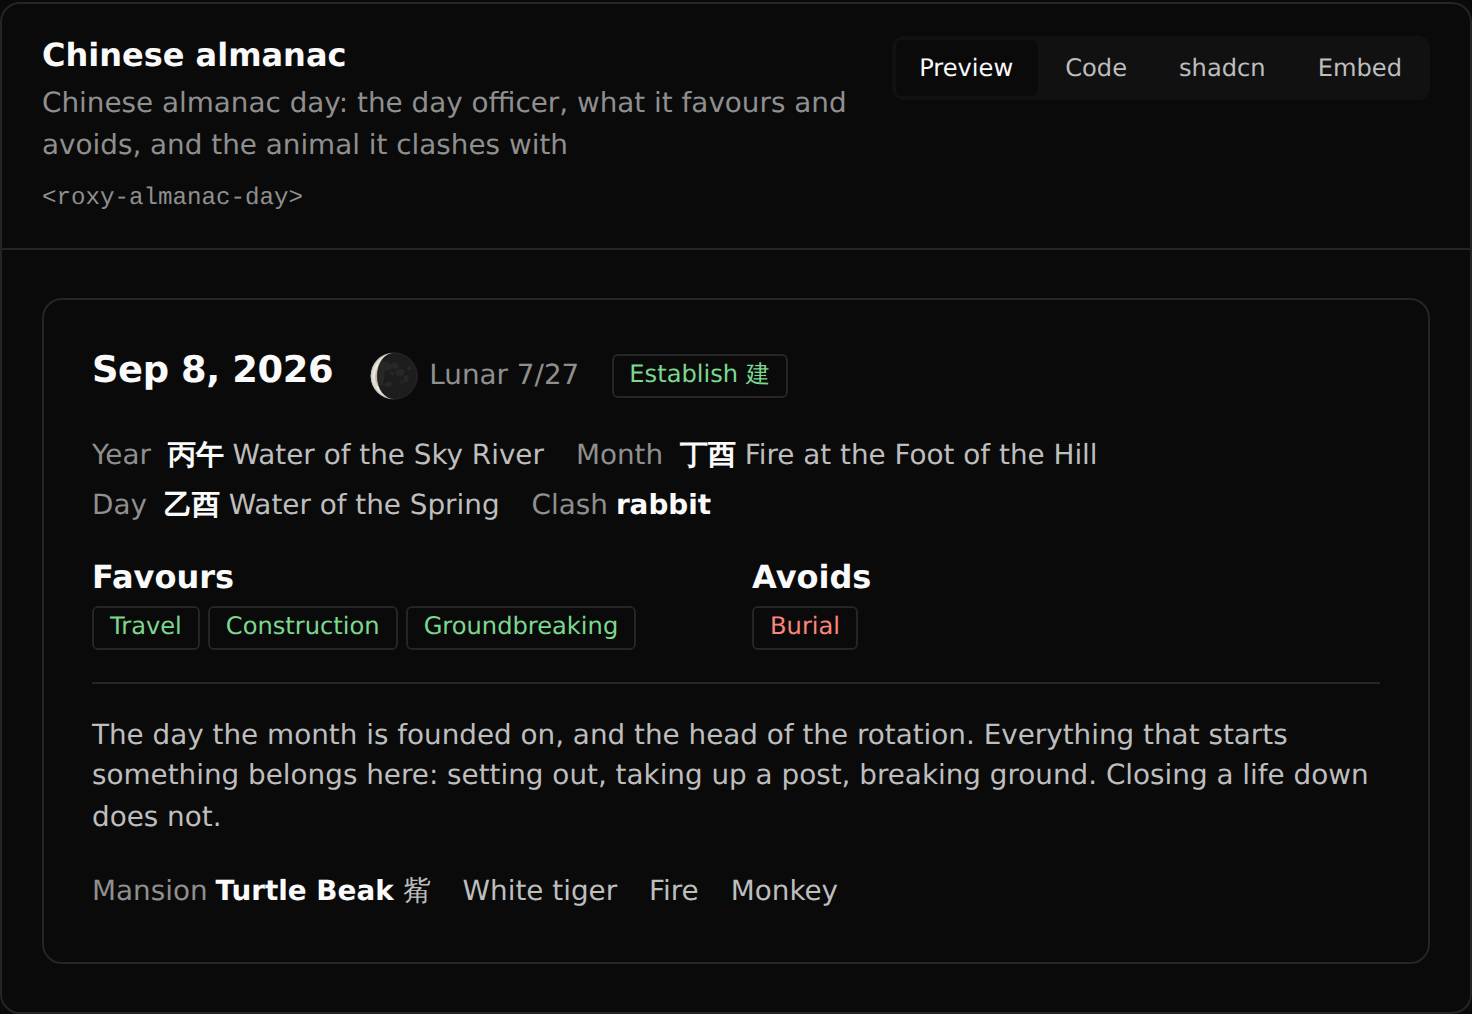 Chinese almanac
Preview Code shadcn Embed
Chinese almanac day: the day officer, what it favours and
avoids, and the animal it clashes with
<roxy-almanac-day>
Sep 8, 2026 Lunar 7/27 Establish 建
Year 丙午 Water of the Sky River Month 丁酉 Fire at the Foot of the Hill
Day 乙酉 Water of the Spring Clash rabbit
Favours
Travel Construction Groundbreaking
Avoids
Burial
The day the month is founded on, and the head of the rotation. Everything that starts
something belongs here: setting out, taking up a post, breaking ground. Closing a life down
does not.
Mansion Turtle Beak 觜 White tiger Fire Monkey